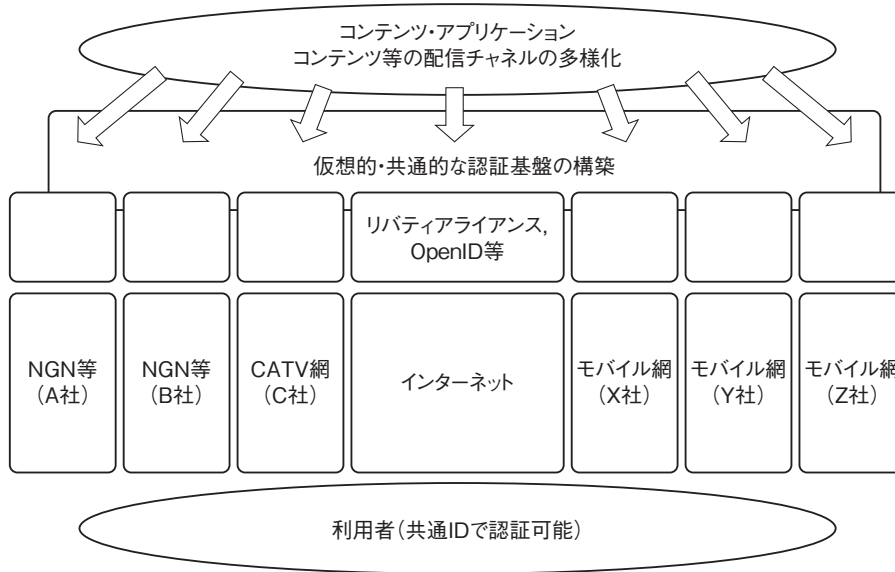 コンテンツ・アプリケーション
コンテンツ等の配信チャネルの多様化
仮想的・共通的な認証基盤の構築
リバティアライアンス,
OpenID等
NGN等
(A社)
NGN等
(B社)
CATV網
(C社)
インターネット
モバイル網
(X社)
モバイル網
(Y社)
モバイル網
(Z社)
利用者(共通IDで認証可能)